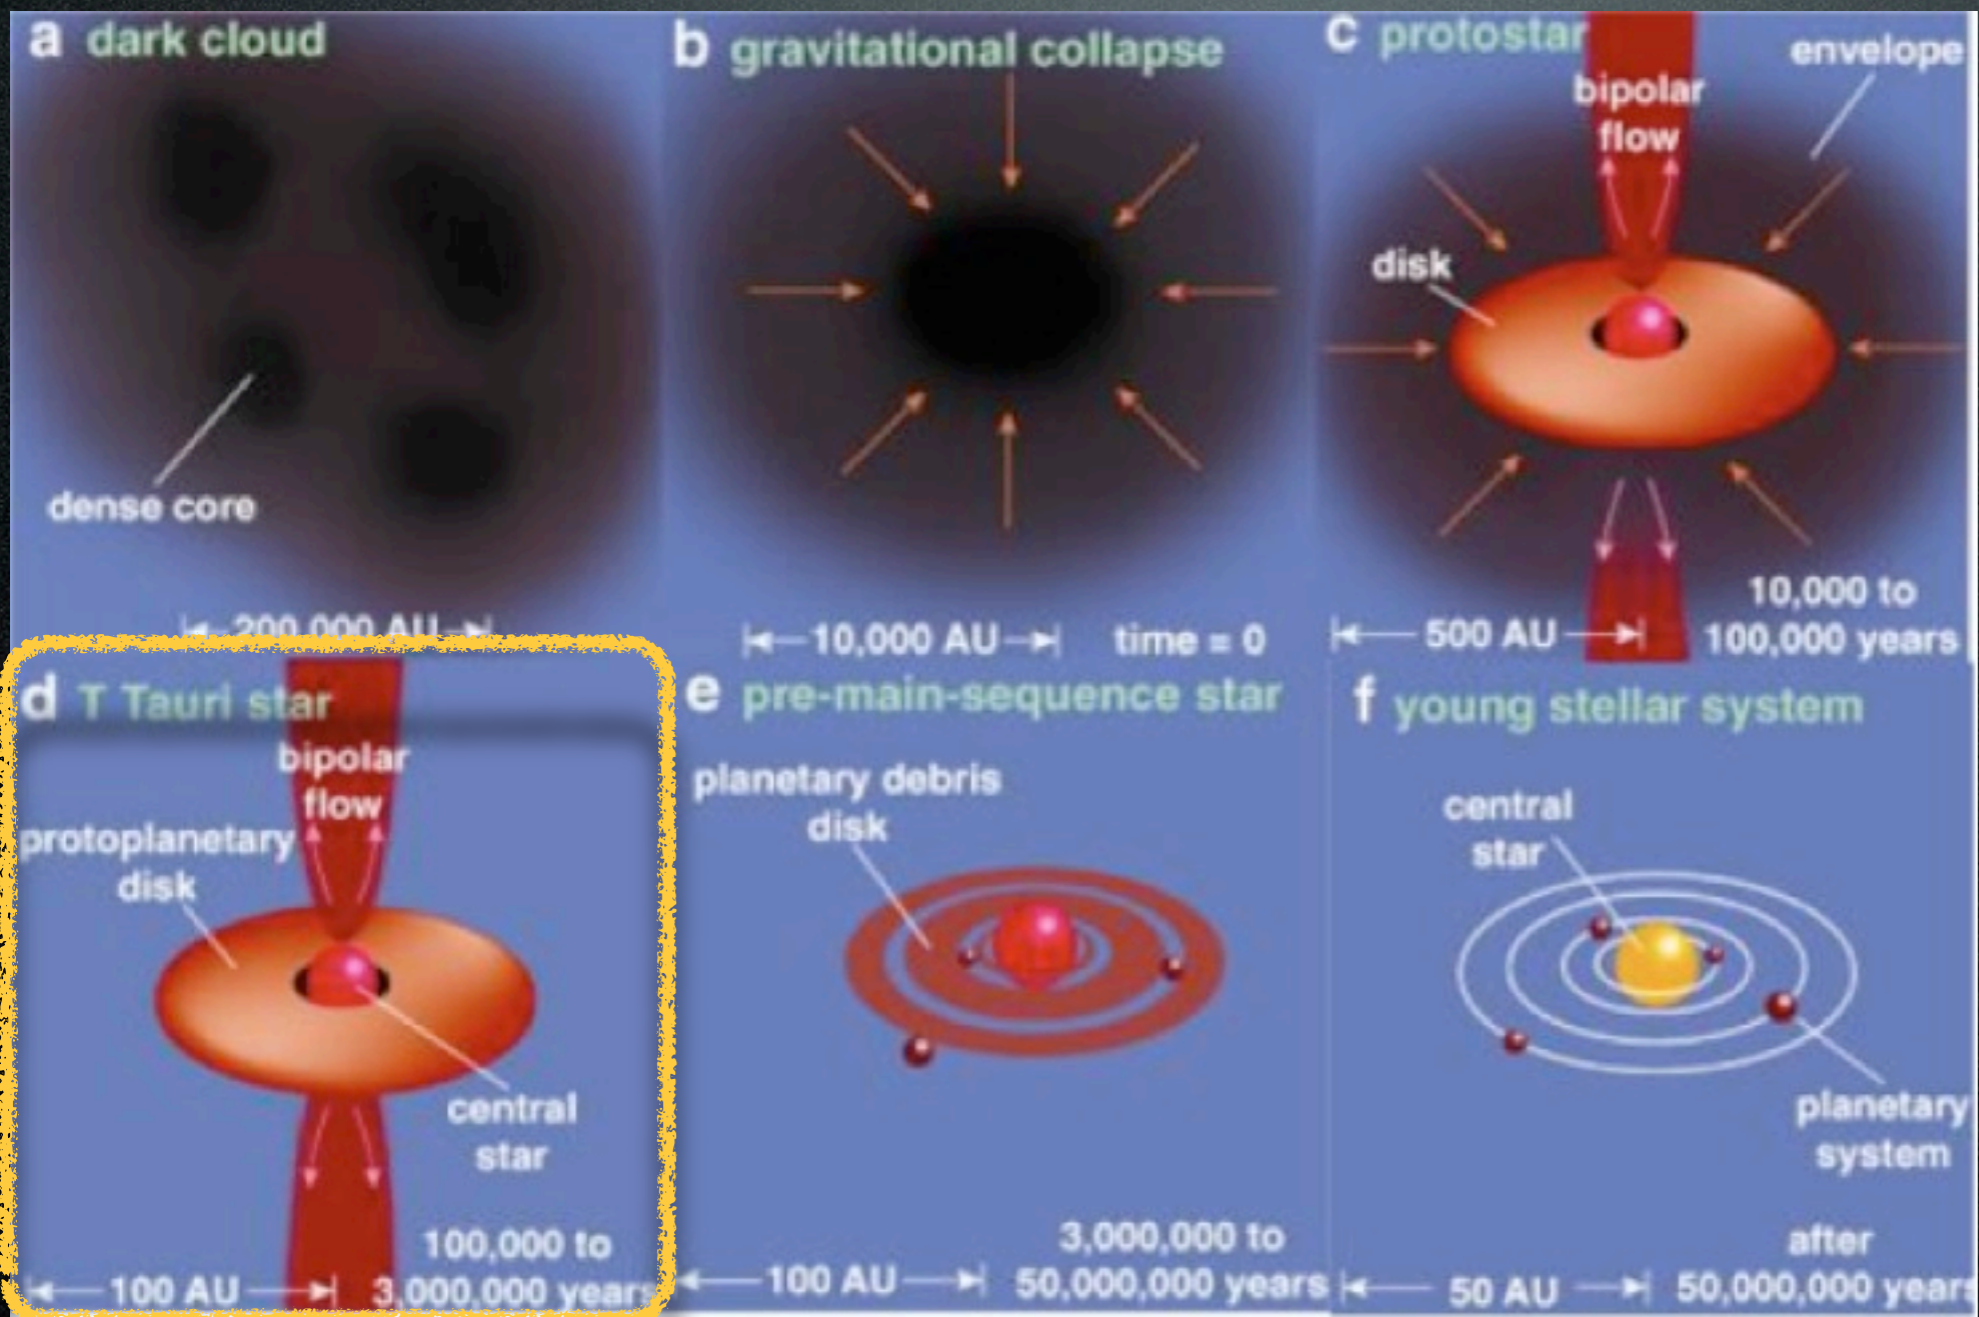 a dark cloud
dense core
200,000 AU
b gravitational collapse
10,000 AU
time = 0
c protostar
envelope
bipolar
flow
disk
500 AU
10,000 to
100,000 years
d T Tauri star
bipolar
flow
protoplanetary
disk
central
star
100 AU
100,000 to
3,000,000 years
e pre-main-sequence star
planetary debris
disk
100 AU
3,000,000 to
50,000,000 years
f young stellar system
central
star
planetary
system
50 AU
after
50,000,000 years